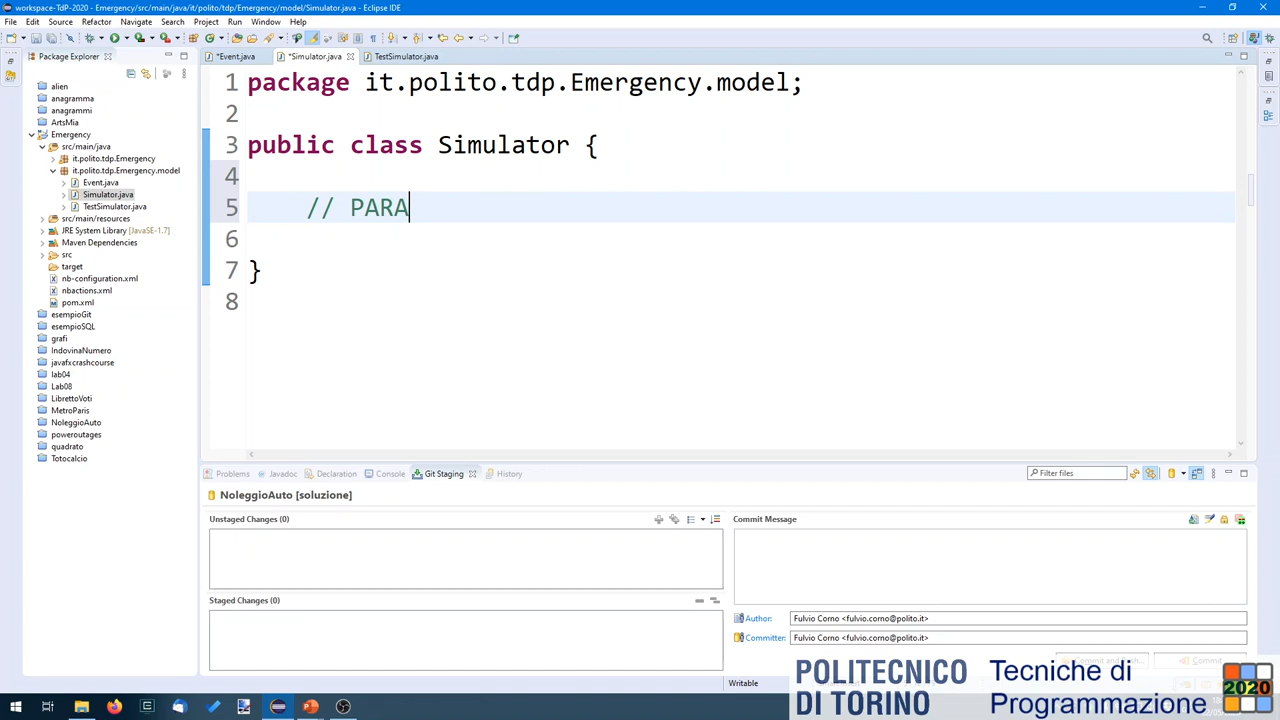 workspace-TdP-2020 - Emergency/src/main/java/it/polito/tdp/Emergency/model/Simulator.java - Eclipse IDE
File Edit Source Refactor Navigate Search Project Run Window Help
Package Explorer
*Event.java
*Simulator.java
TestSimulator.java
alien
anagramma
anagrammi
ArtsMia
Emergency
src/main/java
it.polito.tdp.Emergency
it.polito.tdp.Emergency.model
Event.java
Simulator.java
TestSimulator.java
src/main/resources
JRE System Library [JavaSE-1.7]
Maven Dependencies
src
target
nb-configuration.xml
nbactions.xml
pom.xml
esempioGit
esempioSQL
grafi
IndovinaNumero
javafxcrashcourse
lab04
Lab08
LibrettoVoti
MetroParis
NoleggioAuto
poweroutages
quadrato
Totocalcio
1 package it.polito.tdp.Emergency.model;
2
3 public class Simulator {
4
5 // PARA
6
7 }
8
Problems Javadoc Declaration Console Git Staging History
Filter files
NoleggioAuto [soluzione]
Unstaged Changes (0)
Commit Message
Staged Changes (0)
Author: Fulvio Corno <fulvio.corno@polito.it>
Committer: Fulvio Corno <fulvio.corno@polito.it>
Writable
POLITECNICO
DI TORINO
Tecniche di
Programmazione
2020